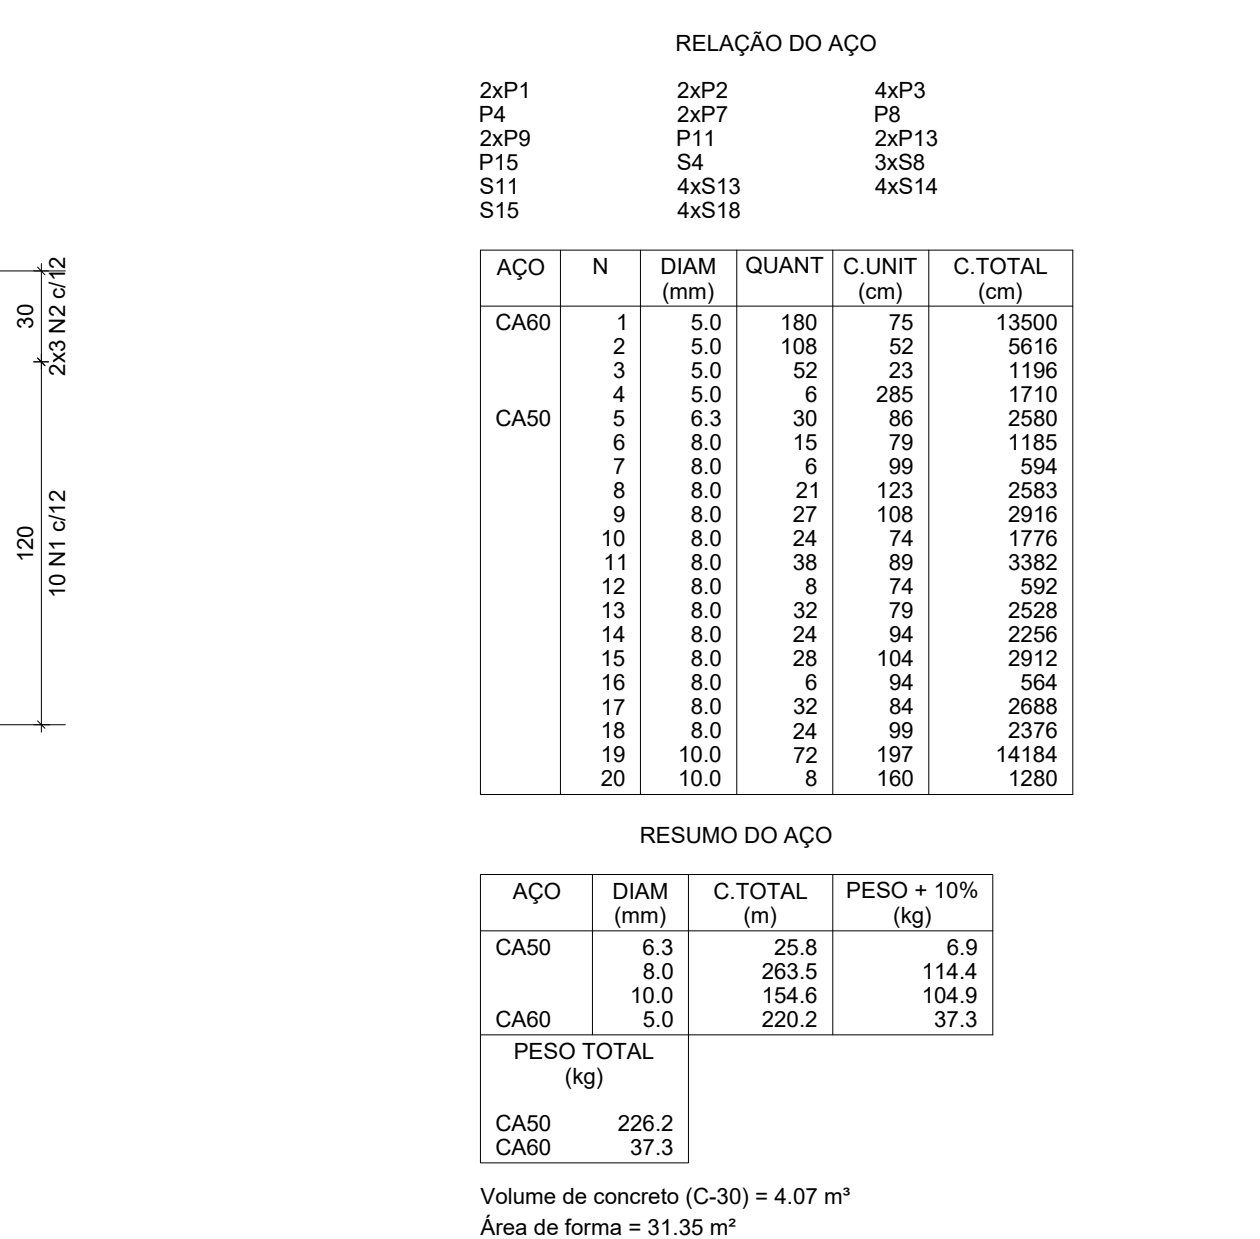 RELAÇÃO DO AÇO
2xP1 2xP2 4xP3
P4 2xP7 P8
2xP9 P11 2xP13
P15 S4 3xS8
S11 4xS13 4xS14
S15 4xS18
30
2x3 N2 c/12
120
10 N1 c/12
AÇO N DIAM QUANT C.UNIT C.TOTAL
(mm) (cm) (cm)
CA60 1 5.0 180 75 13500
2 5.0 108 52 5616
3 5.0 52 23 1196
4 5.0 6 285 1710
CA50 5 6.3 30 86 2580
6 8.0 15 79 1185
7 8.0 6 99 594
8 8.0 21 123 2583
9 8.0 27 108 2916
10 8.0 24 74 1776
11 8.0 38 89 3382
12 8.0 8 74 592
13 8.0 32 79 2528
14 8.0 24 94 2256
15 8.0 28 104 2912
16 8.0 6 94 564
17 8.0 32 84 2688
18 8.0 24 99 2376
19 10.0 72 197 14184
20 10.0 8 160 1280
RESUMO DO AÇO
AÇO DIAM C.TOTAL PESO + 10%
(mm) (m) (kg)
CA50 6.3 25.8 6.9
8.0 263.5 114.4
10.0 154.6 104.9
CA60 5.0 220.2 37.3
PESO TOTAL
(kg)
CA50 226.2
CA60 37.3
Volume de concreto (C-30) = 4.07 m³
Área de forma = 31.35 m²